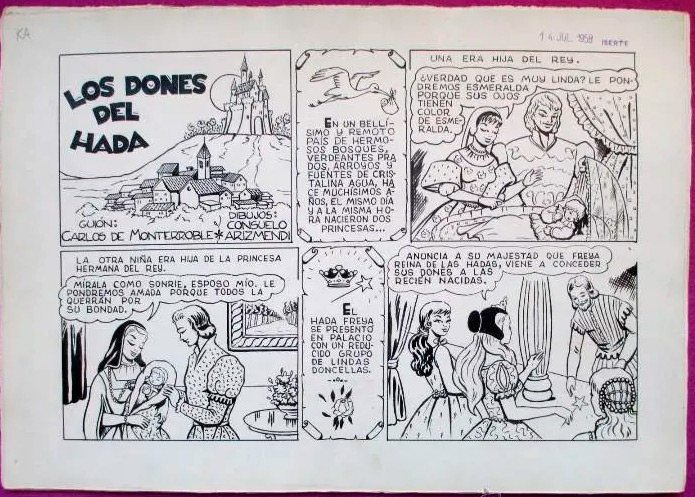 KA
14 JUL 1958
IBERTE
LOS DONES
DEL
HADA
GUIÓN:
CARLOS DE MONTERROBLE *
DIBUJOS:
CONSUELO
ARIZMENDI
EN UN BELLÍ-
SIMO Y REMOTO
PAÍS DE HERMO-
SOS BOSQUES,
VERDEANTES PRA
DOS, ARROYOS Y
FUENTES DE CRIS-
TALINA AGUA, HA
CE MUCHÍSIMOS A-
ÑOS, EL MISMO DÍA
Y A LA MISMA HO-
RA NACIERON DOS
PRINCESAS...
UNA ERA HIJA DEL REY.
¿VERDAD QUE ES MUY LINDA? LE PON-
DREMOS ESMERALDA
PORQUE SUS OJOS
TIENEN
COLOR
DE ESME-
RALDA.
LA OTRA NIÑA ERA HIJA DE LA PRINCESA
HERMANA DEL REY.
MÍRALA COMO SONRIE, ESPOSO MÍO. LE
PONDREMOS AMADA PORQUE TODOS LA
QUERRÁN POR
SU BONDAD.
EL
HADA FREYA
SE PRESENTO
EN PALACIO
CON UN REDU-
CIDO GRUPO
DE LINDAS
DONCELLAS.
ANUNCIA A SU MAJESTAD QUE FREYA
REINA DE LAS HADAS, VIENE A CONCEDER
SUS DONES A LAS
RECIÉN NACIDAS.